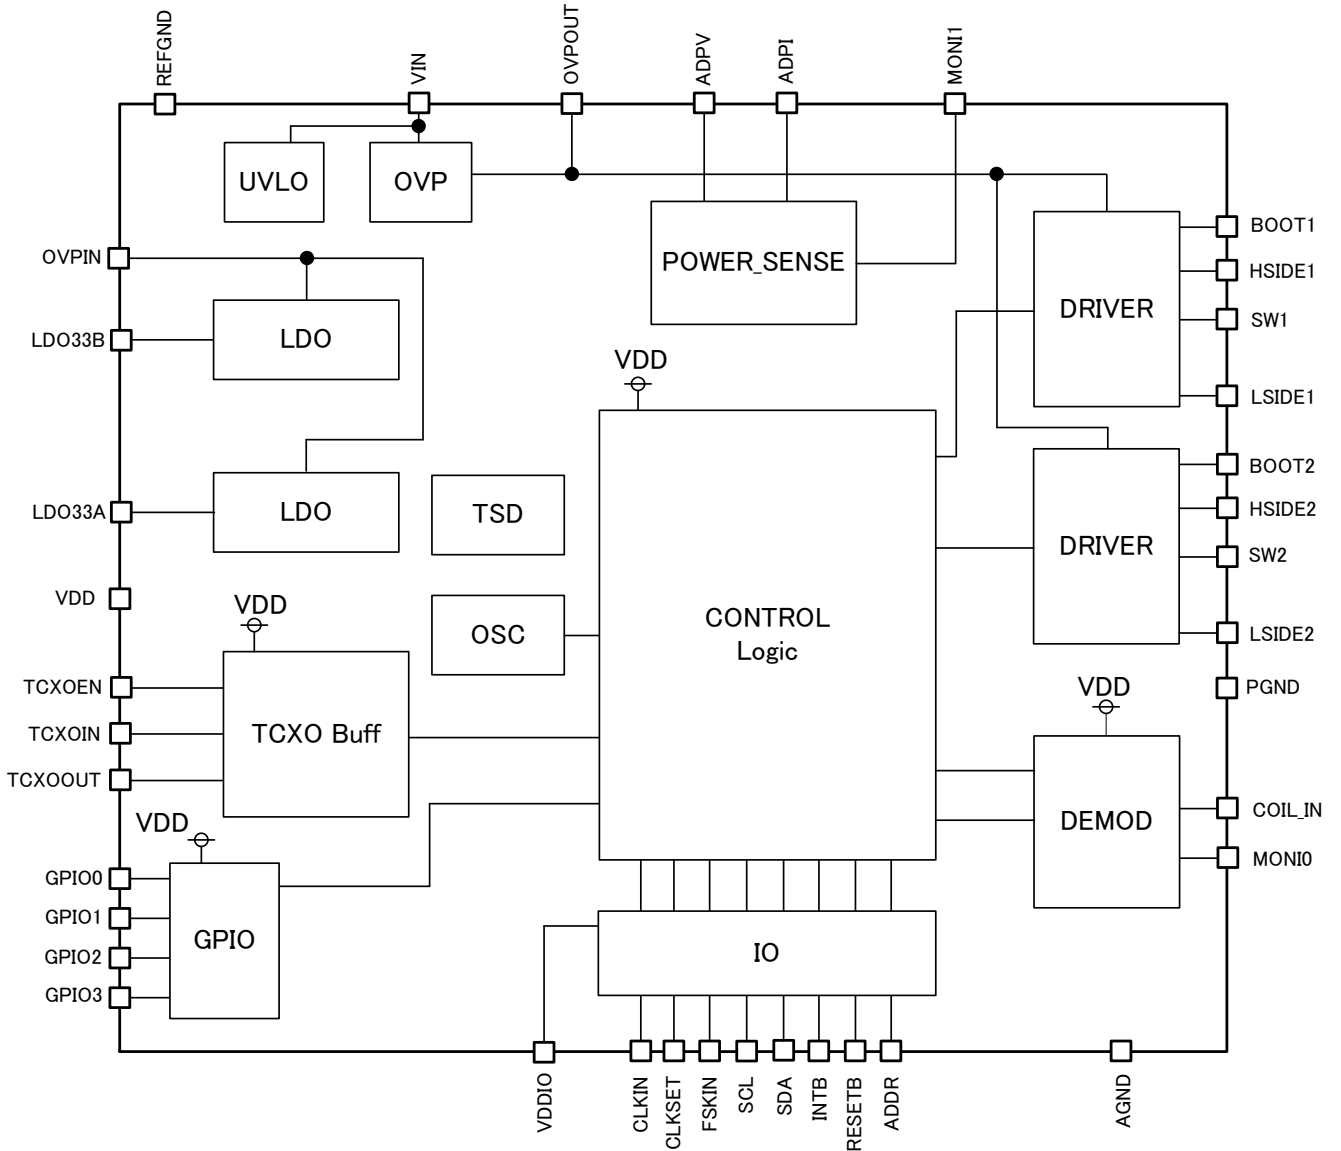 REFGND
VIN
OVPOUT
ADPV
ADPI
MONI1
UVLO
OVP
POWER_SENSE
OVPIN
LDO
LDO33B
LDO
LDO33A
VDD
DRIVER
BOOT1
HSIDE1
SW1
LSIDE1
DRIVER
BOOT2
HSIDE2
SW2
LSIDE2
TSD
OSC
CONTROL
Logic
VDD
VDD
TCXOEN
TCXOIN
TCXOOUT
TCXO Buff
PGND
VDD
DEMOD
COIL_IN
MONI0
VDD
GPIO0
GPIO1
GPIO2
GPIO3
GPIO
IO
VDDIO
CLKIN
CLKSET
FSKIN
SCL
SDA
INTB
RESETB
ADDR
AGND